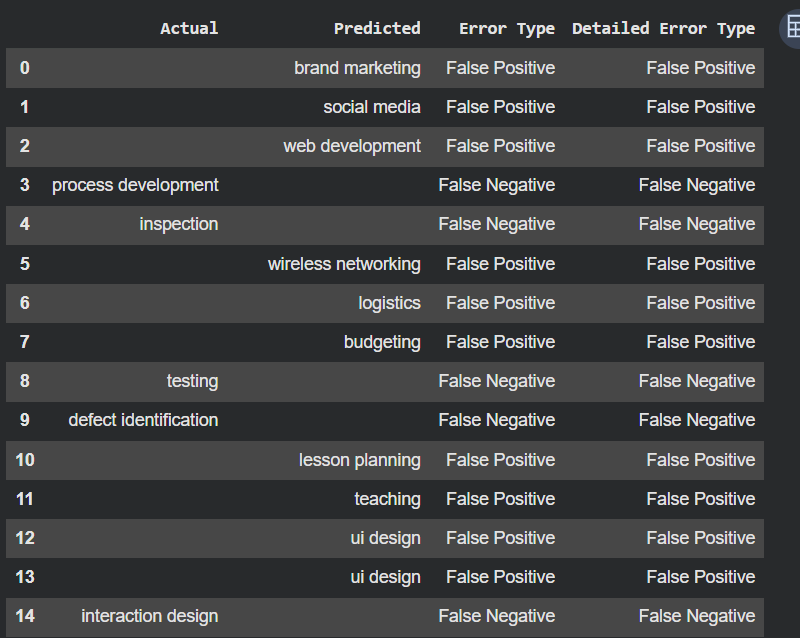 Actual Predicted Error Type Detailed Error Type
0 brand marketing False Positive False Positive
1 social media False Positive False Positive
2 web development False Positive False Positive
3 process development False Negative False Negative
4 inspection False Negative False Negative
5 wireless networking False Positive False Positive
6 logistics False Positive False Positive
7 budgeting False Positive False Positive
8 testing False Negative False Negative
9 defect identification False Negative False Negative
10 lesson planning False Positive False Positive
11 teaching False Positive False Positive
12 ui design False Positive False Positive
13 ui design False Positive False Positive
14 interaction design False Negative False Negative